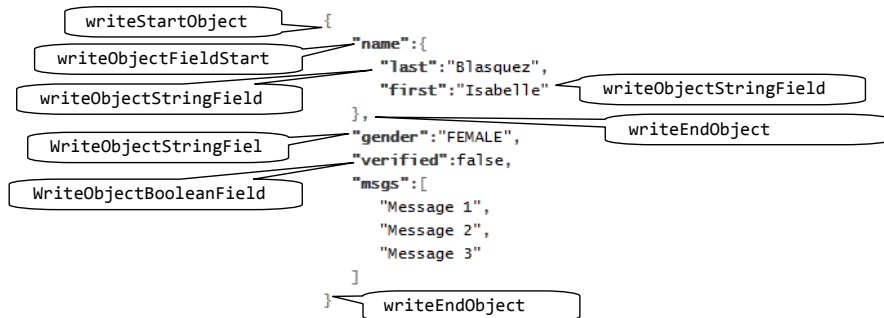 writeStartObject {
writeObjectFieldStart "name":{
"last":"Blasquez",
writeObjectStringField "first":"Isabelle" writeObjectStringField
}, writeEndObject
WriteObjectStringFiel "gender":"FEMALE",
"verified":false,
WriteObjectBooleanField "msgs":[
"Message 1",
"Message 2",
"Message 3"
]
} writeEndObject